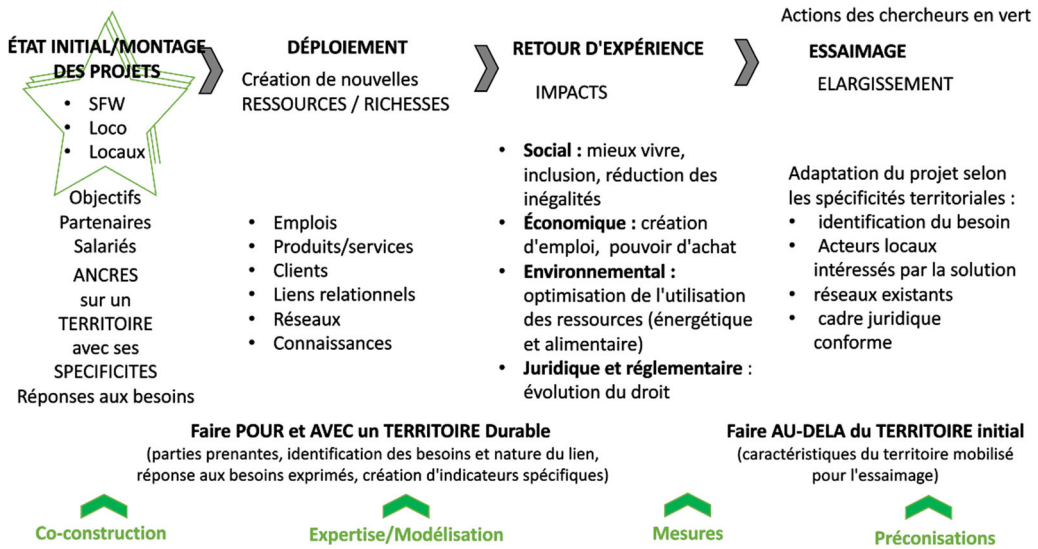 Actions des chercheurs en vert
ÉTAT INITIAL/MONTAGE
DES PROJETS
• SFW
• Loco
• Locaux
Objectifs
Partenaires
Salariés
ANCRES
sur un
TERRITOIRE
avec ses
SPECIFICITES
Réponses aux besoins
DÉPLOIEMENT
Création de nouvelles
RESSOURCES / RICHESSES
• Emplois
• Produits/services
• Clients
• Liens relationnels
• Réseaux
• Connaissances
RETOUR D'EXPÉRIENCE
IMPACTS
• Social : mieux vivre,
inclusion, réduction des
inégalités
• Économique : création
d'emploi, pouvoir d'achat
• Environnemental :
optimisation de l'utilisation
des ressources (énergétique
et alimentaire)
• Juridique et réglementaire :
évolution du droit
ESSAIMAGE
ELARGISSEMENT
Adaptation du projet selon
les spécificités territoriales :
• identification du besoin
• Acteurs locaux
intéressés par la solution
• réseaux existants
• cadre juridique
conforme
Faire POUR et AVEC un TERRITOIRE Durable
(parties prenantes, identification des besoins et nature du lien,
réponse aux besoins exprimés, création d'indicateurs spécifiques)
Faire AU-DELA du TERRITOIRE initial
(caractéristiques du territoire mobilisé
pour l'essaimage)
Co-construction
Expertise/Modélisation
Mesures
Préconisations